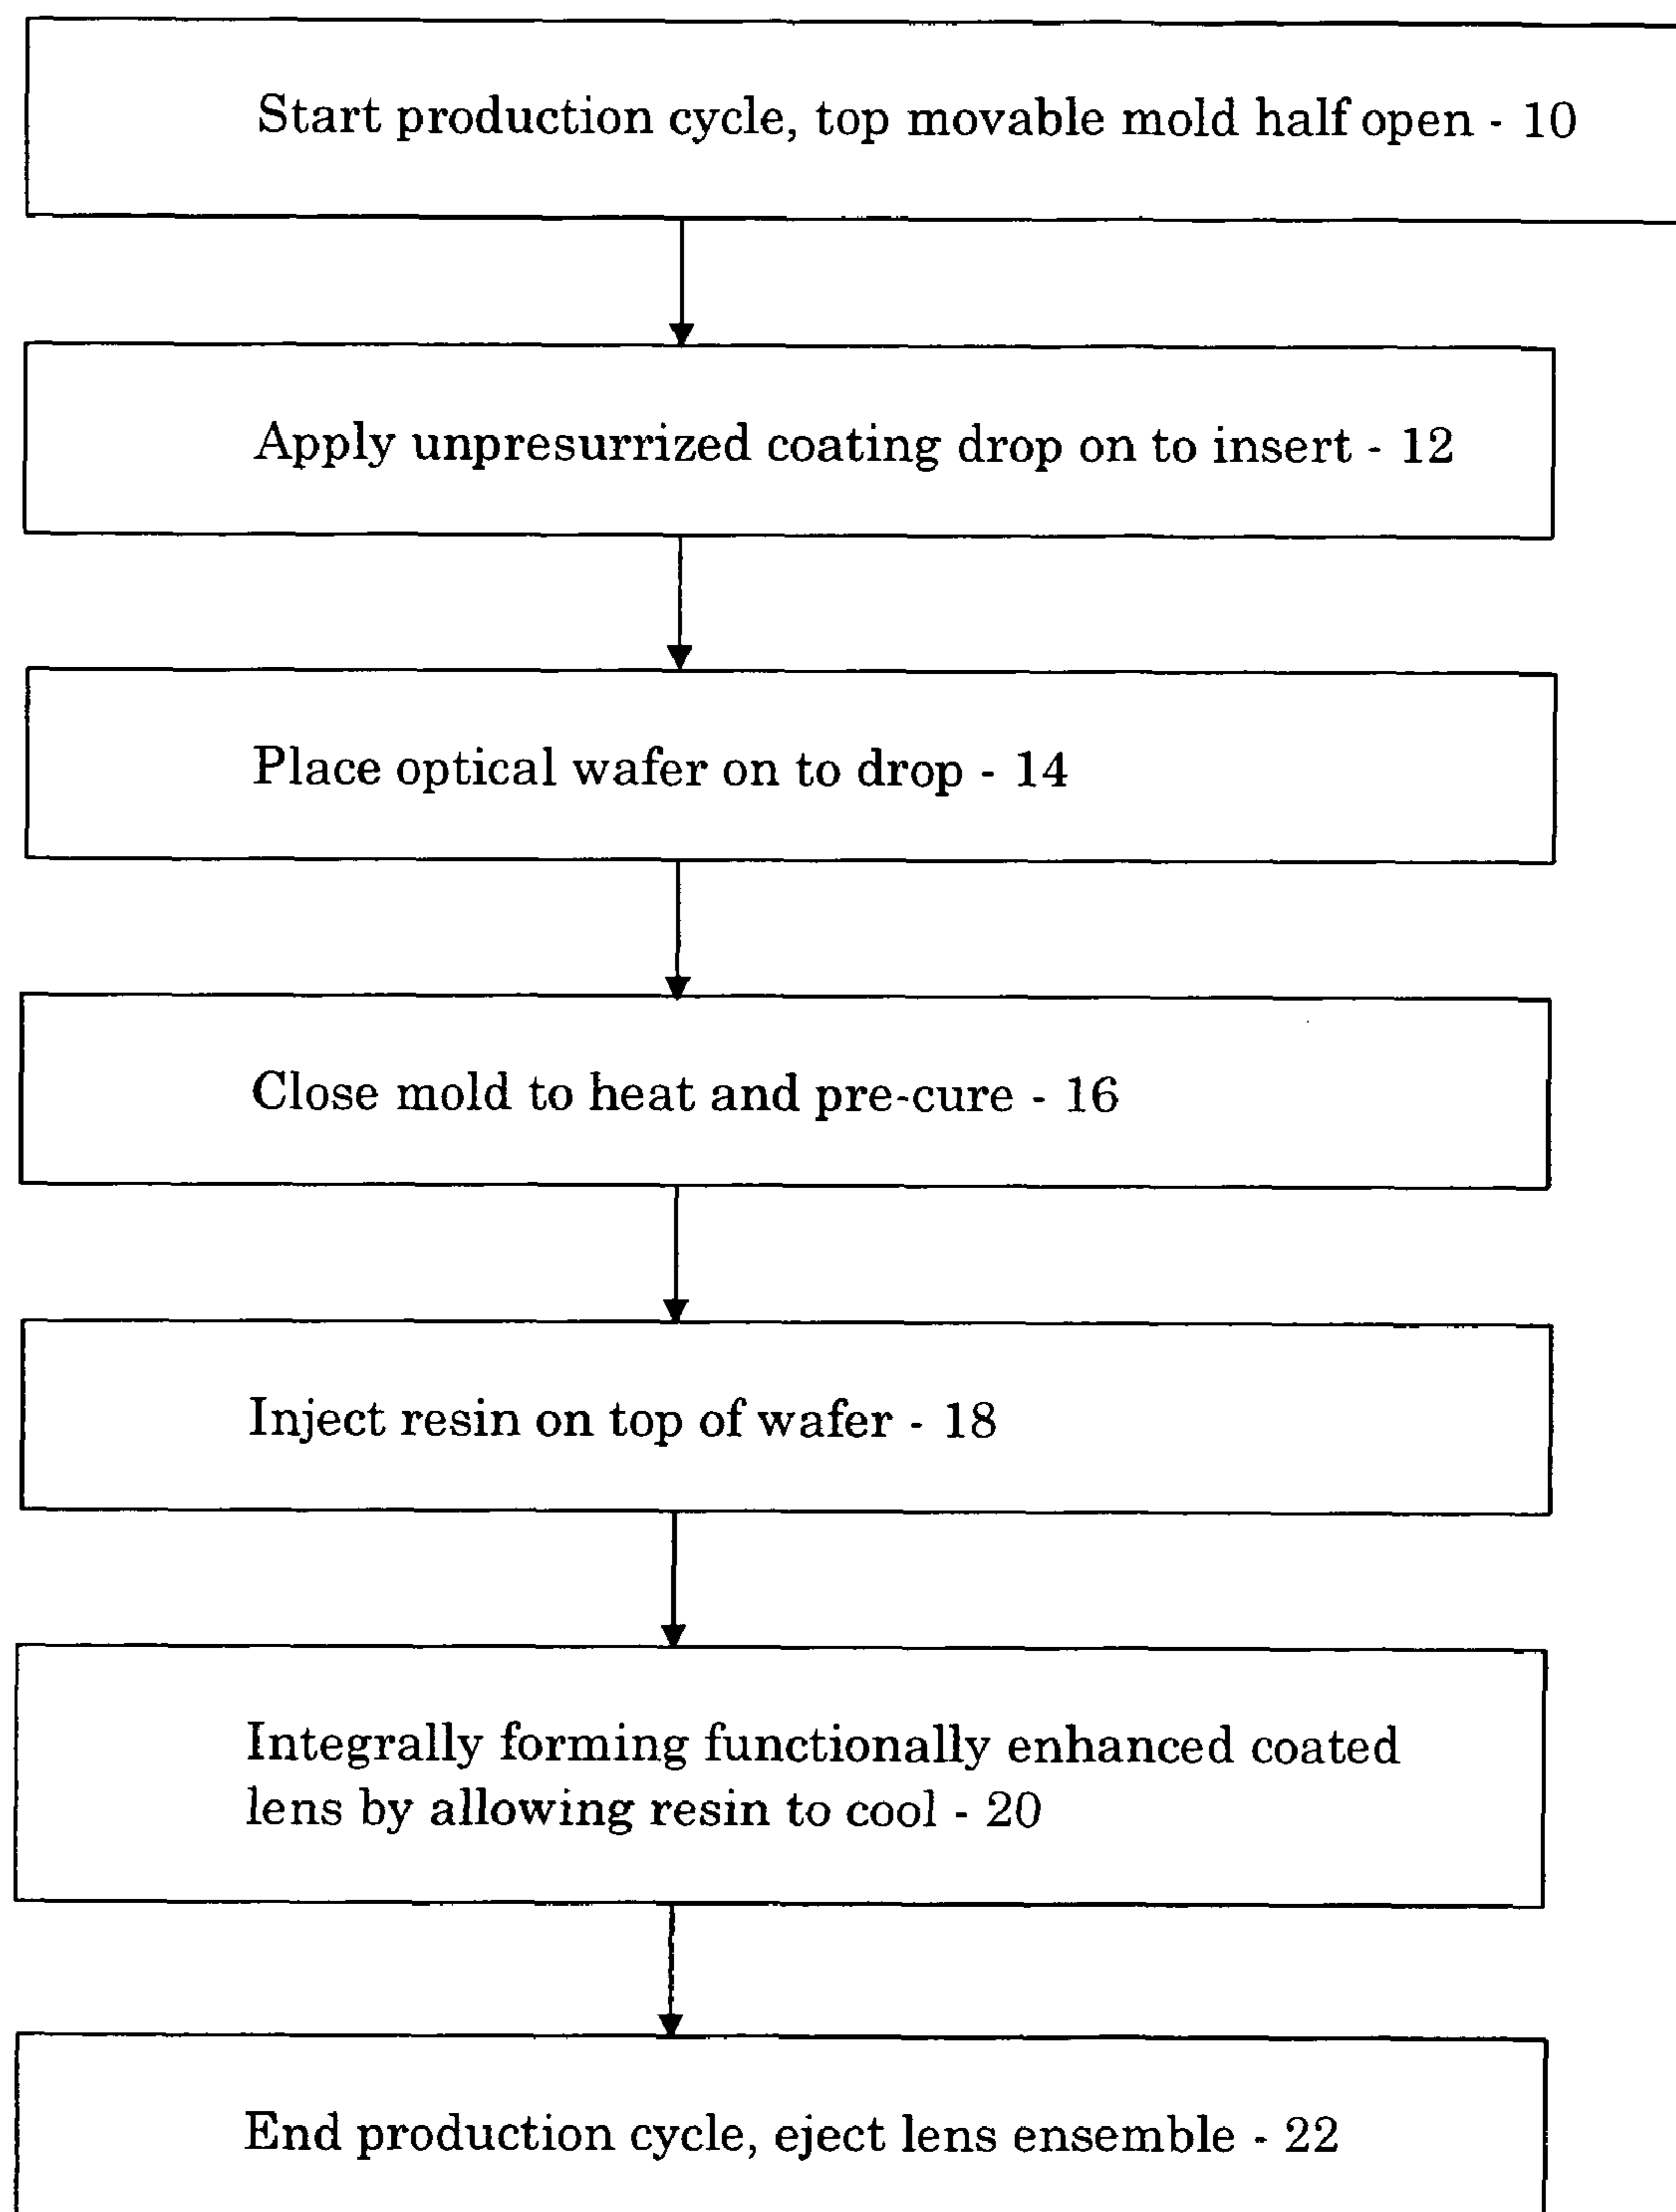 Start production cycle, top movable mold half open - 10
Apply unpresurrized coating drop on to insert - 12
Place optical wafer on to drop - 14
Close mold to heat and pre-cure - 16
Inject resin on top of wafer - 18
Integrally forming functionally enhanced coated
lens by allowing resin to cool - 20
End production cycle, eject lens ensemble - 22